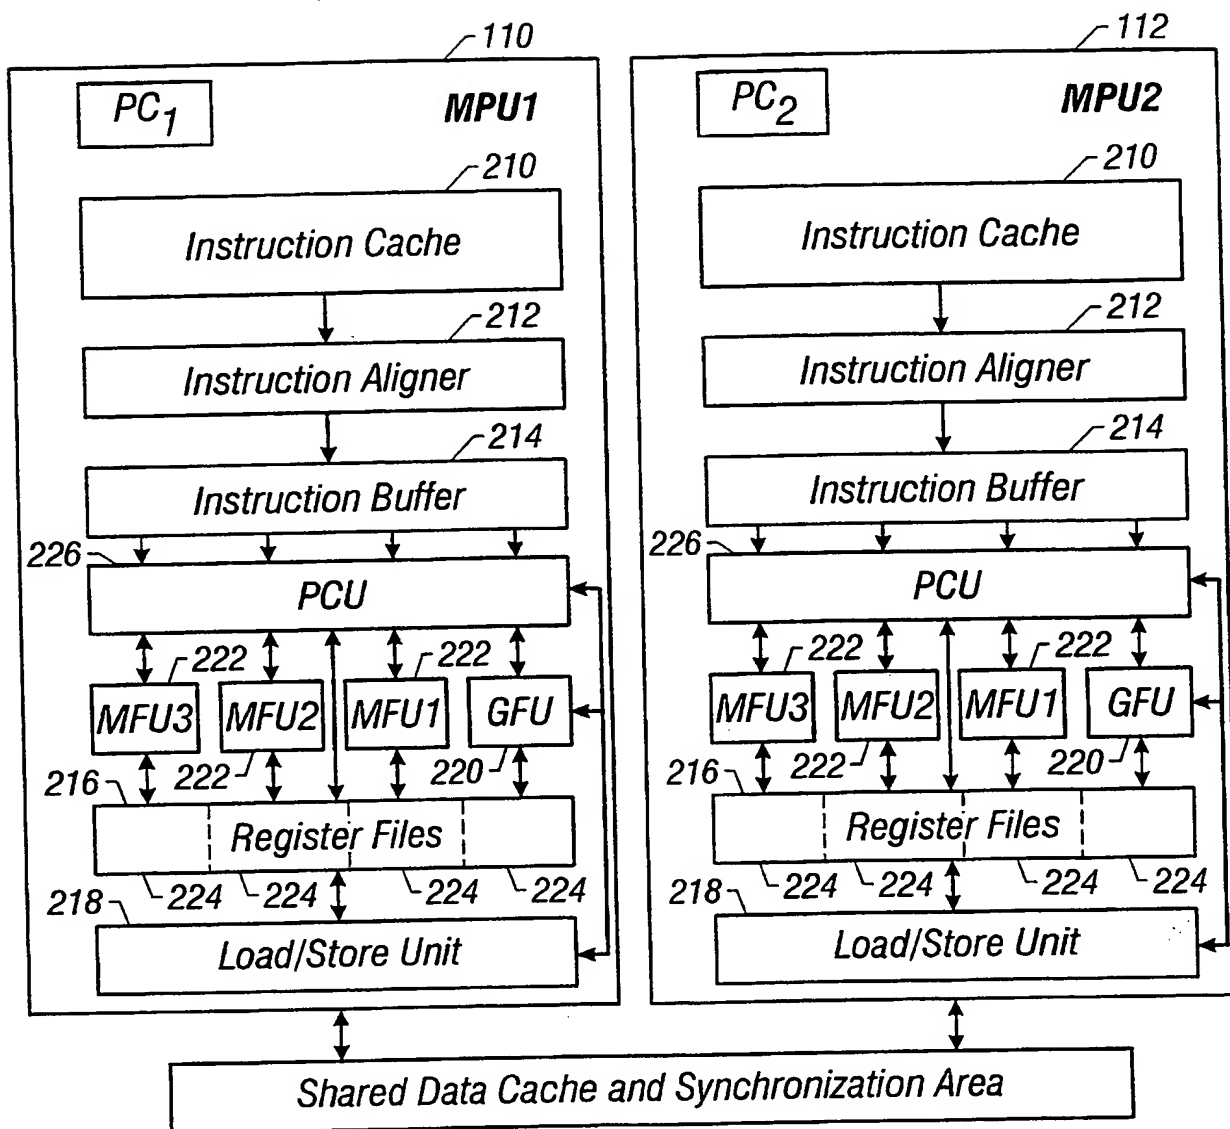 110
PC1
MPU1
210
Instruction Cache
212
Instruction Aligner
214
Instruction Buffer
226
PCU
222
222
MFU3
MFU2
MFU1
GFU
222
220
216
Register Files
224
224
224
224
218
Load/Store Unit
112
PC2
MPU2
210
Instruction Cache
212
Instruction Aligner
214
Instruction Buffer
226
PCU
222
222
MFU3
MFU2
MFU1
GFU
222
220
216
Register Files
224
224
224
224
218
Load/Store Unit
Shared Data Cache and Synchronization Area